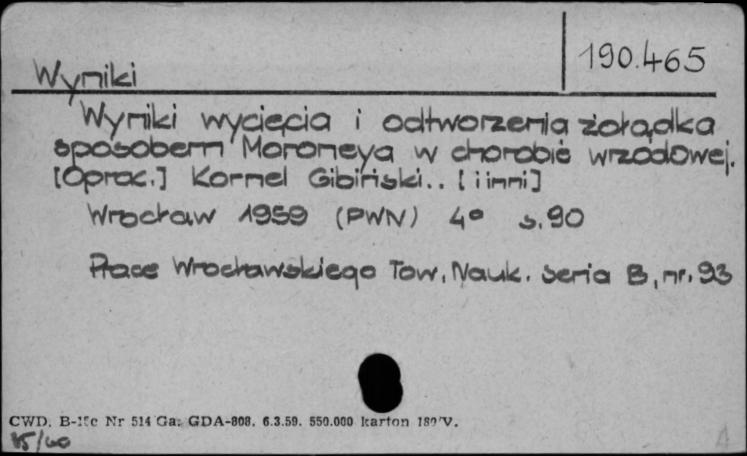 190.465
Wyniki
Wyniki wycięcia i odtworzenia żołądka
sposobem Moroneya w chorobie wrzodowej.
[Oprac.] Kornel Gibiński.. [i inni]
Wrocław 1959 (PWN) 4° s. 90
Prace Wrocławskiego Tow. Nauk. Seria B, nr. 93
CWD. B-15c Nr 514 Ga: GDA-808. 6.3.59. 550.000 karton